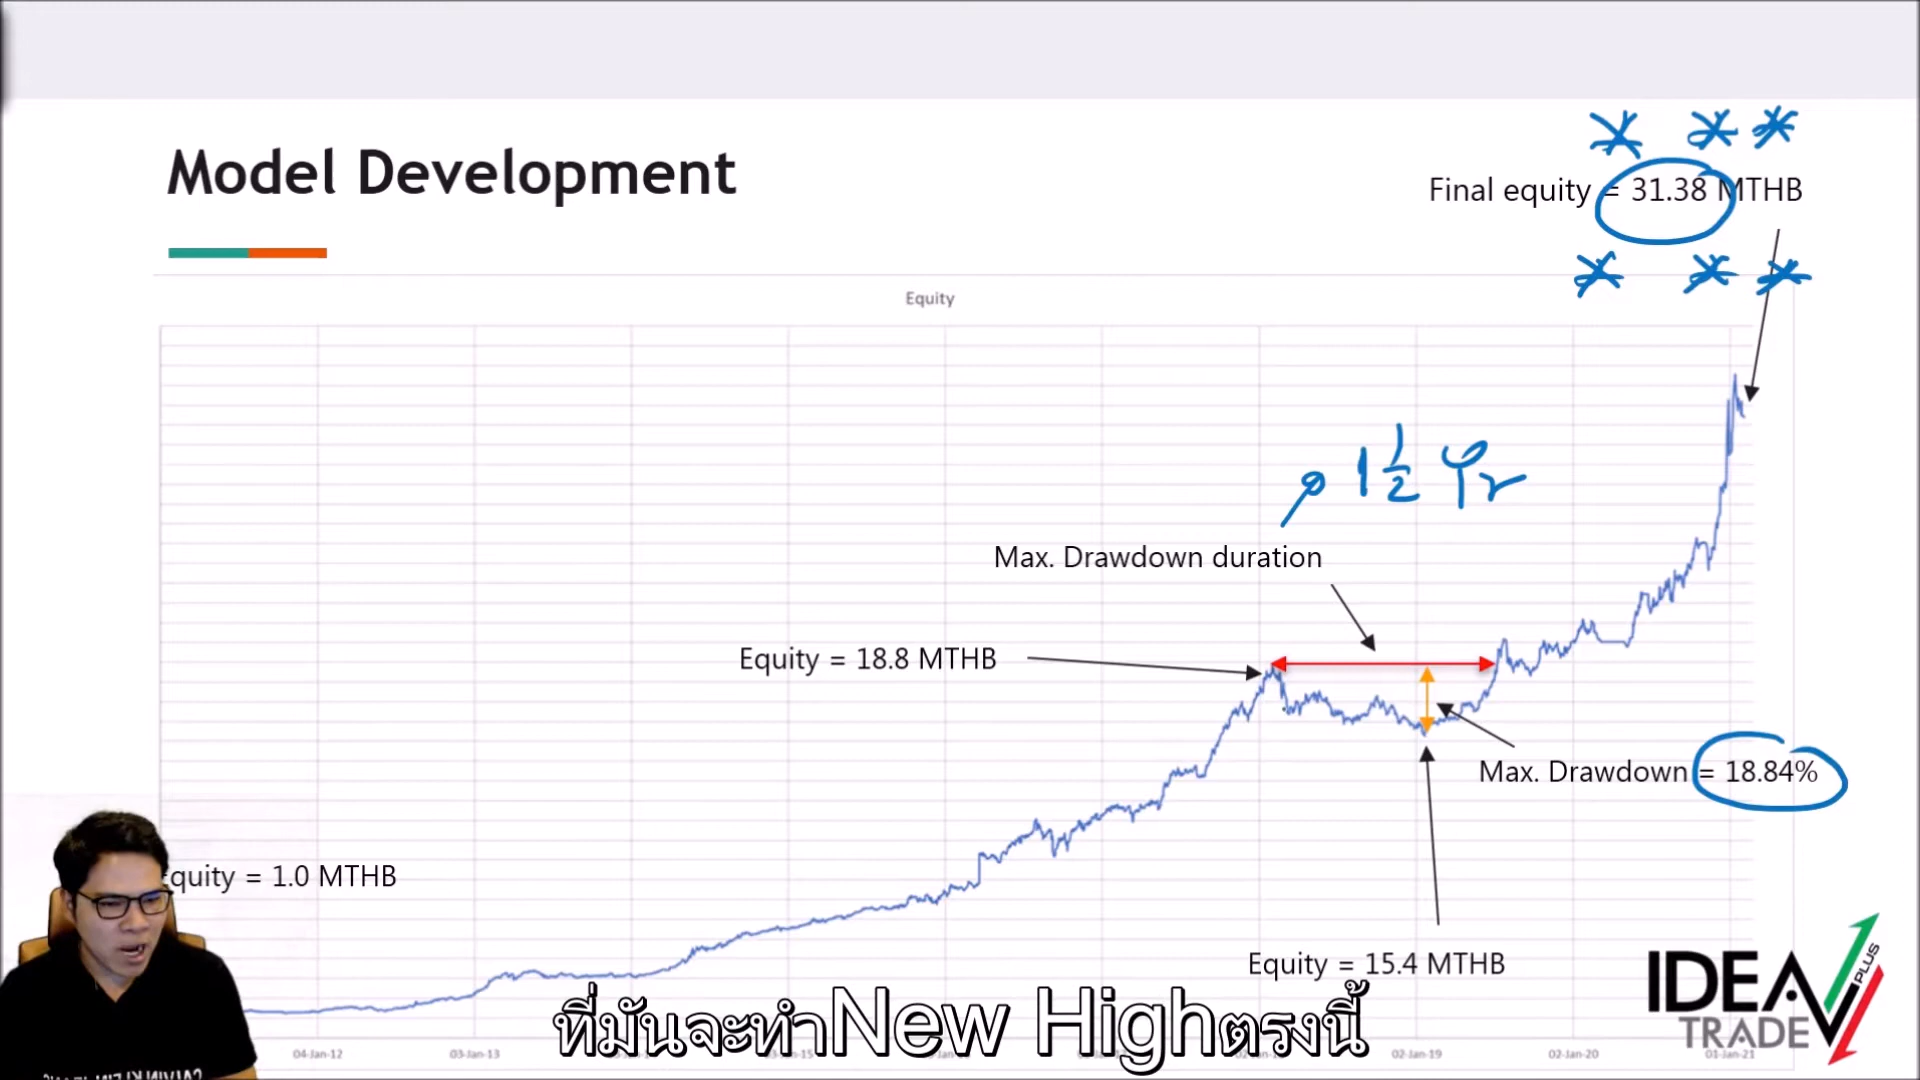 Model Development
Final equity = 31.38 MTHB
Equity
1 1/2 Yr
Max. Drawdown duration
Equity = 18.8 MTHB
Max. Drawdown = 18.84%
quity = 1.0 MTHB
Equity = 15.4 MTHB
ที่มันจะทำNew Highตรงนี้
04-Jan-12
03-Jan-13
02-Jan-19
02-Jan-20
01-Jan-21
IDEA
TRADE
PLUS